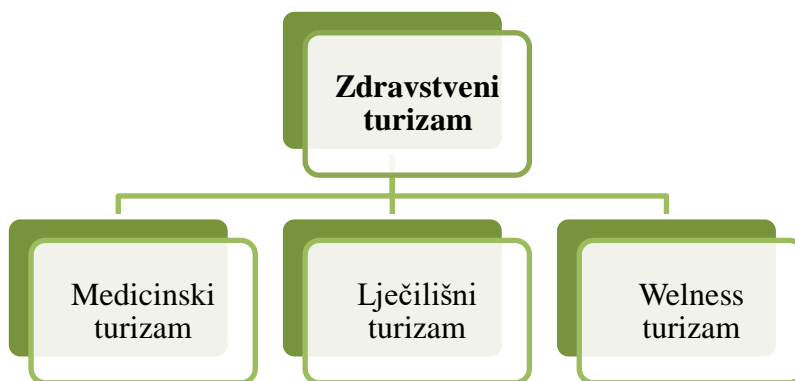 Zdravstveni
turizam
Medicinski
turizam
Lječilišni
turizam
Welness
turizam